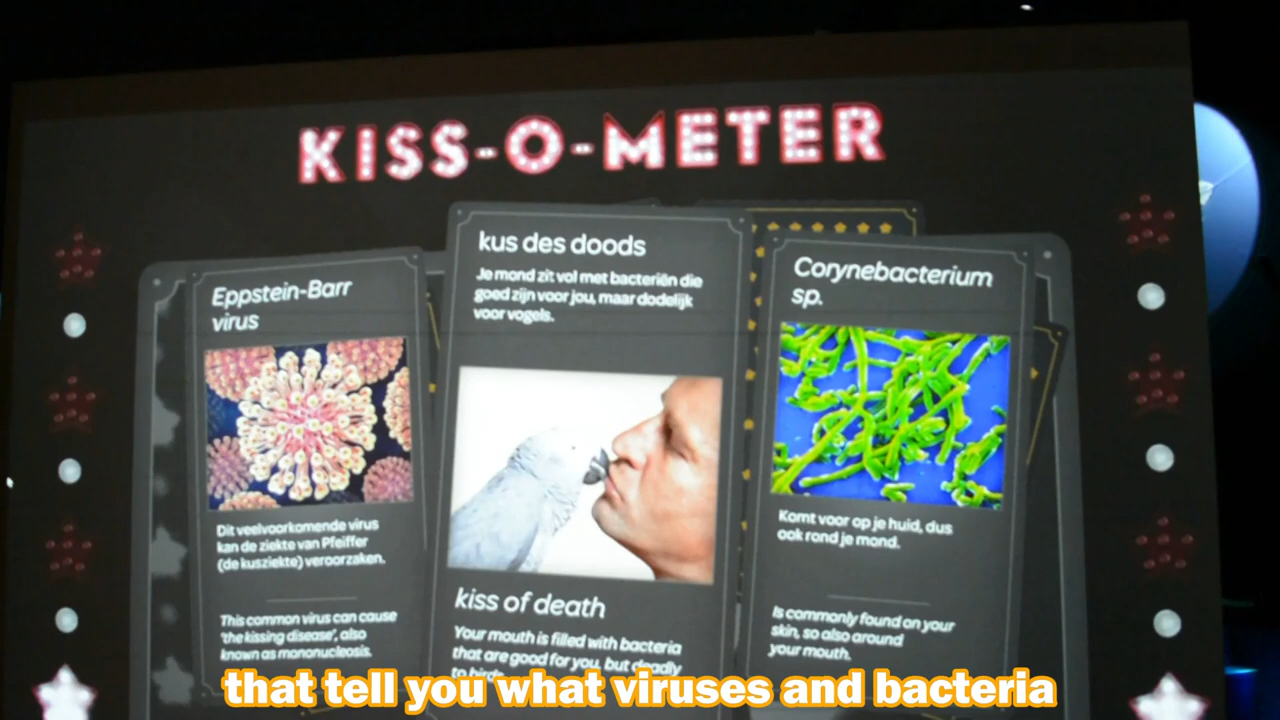 KISS-O-METER
Eppstein-Barr
virus
Dit veelvoorkomende virus
kan de ziekte van Pfeiffer
(de kusziekte) veroorzaken.
This common virus can cause
'the kissing disease', also
known as mononucleosis.
kus des doods
Je mond zit vol met bacteriën die
goed zijn voor jou, maar dodelijk
voor vogels.
kiss of death
Your mouth is filled with bacteria
that are good for you, but deadly
to birds.
Corynebacterium
sp.
Komt voor op je huid, dus
ook rond je mond.
Is commonly found on your
skin, so also around
your mouth.
that tell you what viruses and bacteria